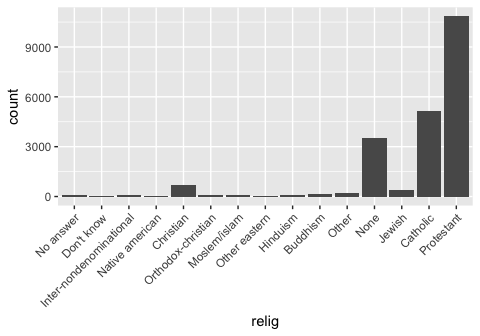 count
9000
6000
3000
0
No answer
Don't know
Inter-nondenominational
Native american
Christian
Orthodox-christian
Moslem/islam
Other eastern
Hinduism
Buddhism
Other
None
Jewish
Catholic
Protestant
relig